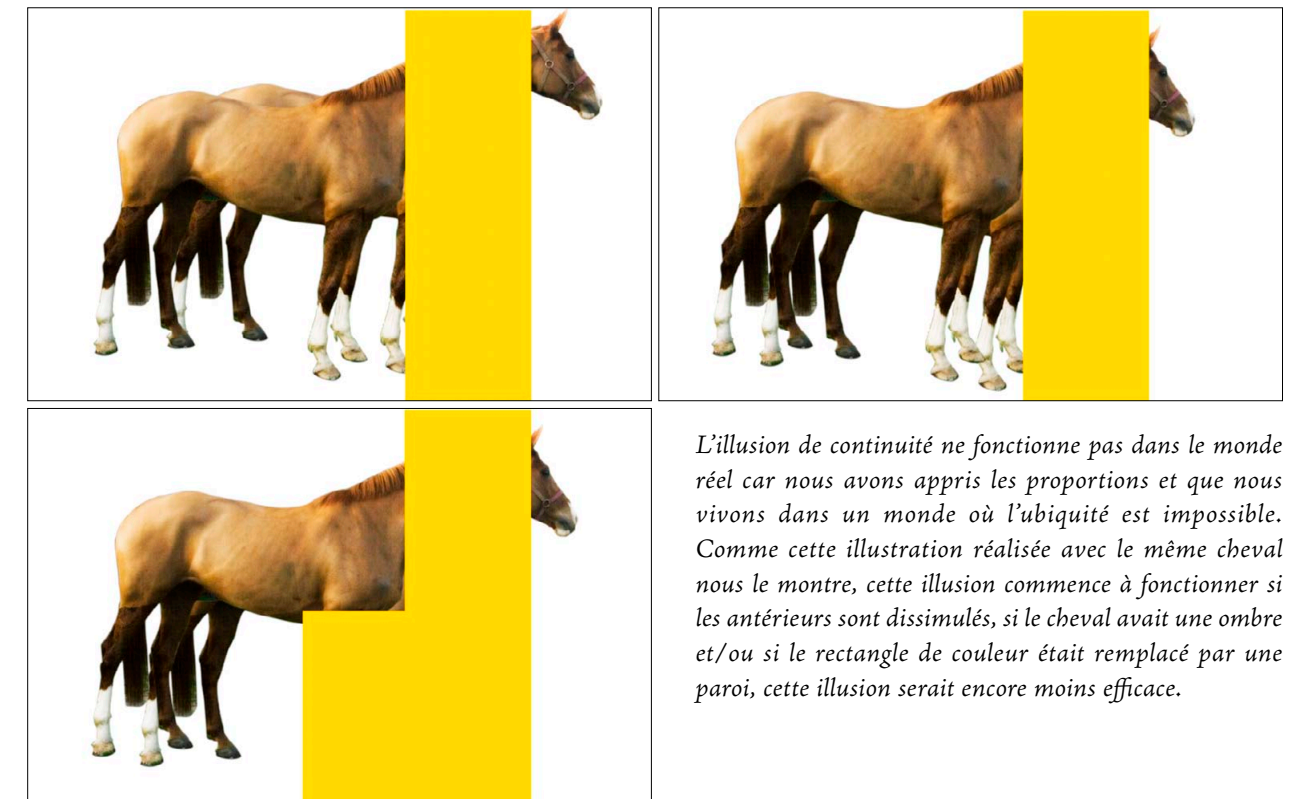 L'illusion de continuité ne fonctionne pas dans le monde
réel car nous avons appris les proportions et que nous
vivons dans un monde où l'ubiquité est impossible.
Comme cette illustration réalisée avec le même cheval
nous le montre, cette illusion commence à fonctionner si
les antérieurs sont dissimulés, si le cheval avait une ombre
et/ou si le rectangle de couleur était remplacé par une
paroi, cette illusion serait encore moins efficace.